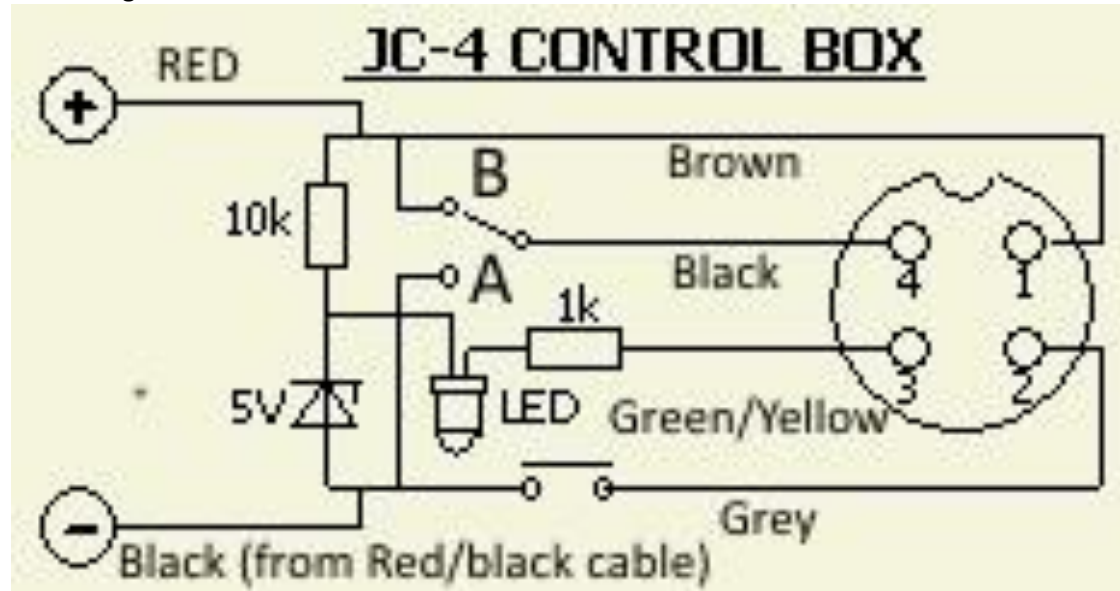 RED
JC-4 CONTROL BOX
+
B
Brown
10k
A
Black
4
1
1k
5V
LED
3
2
Green/Yellow
-
Grey
Black (from Red/black cable)